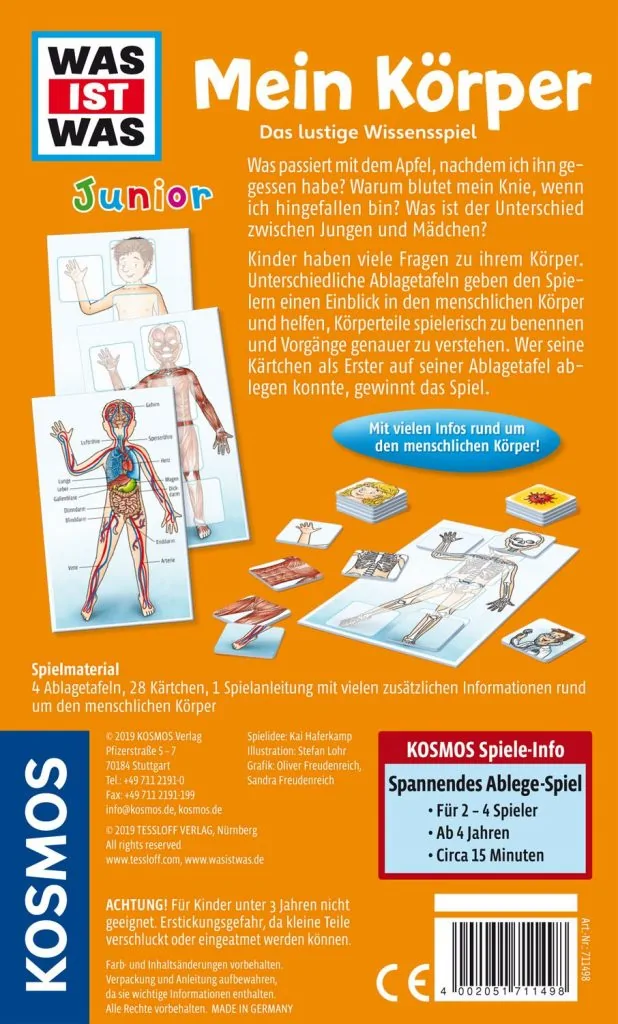 WAS
IST
WAS
Junior
Mein Körper
Das lustige Wissensspiel
Was passiert mit dem Apfel, nachdem ich ihn ge-
gessen habe? Warum blutet mein Knie, wenn
ich hingefallen bin? Was ist der Unterschied
zwischen Jungen und Mädchen?
Kinder haben viele Fragen zu ihrem Körper.
Unterschiedliche Ablagetafeln geben den Spie-
lern einen Einblick in den menschlichen Körper
und helfen, Körperteile spielerisch zu benennen
und Vorgänge genauer zu verstehen. Wer seine
Kärtchen als Erster auf seiner Ablagetafel ab-
legen konnte, gewinnt das Spiel.
Mit vielen Infos rund um
den menschlichen Körper!
Gehirn
Luftröhre
Speiseröhre
Herz
Lunge
Leber
Gallenblase
Dünndarm
Blinddarm
Magen
Dick-
darm
Enddarm
Vene
Arterie
Spielmaterial
4 Ablagetafeln, 28 Kärtchen, 1 Spielanleitung mit vielen zusätzlichen Informationen rund
um den menschlichen Körper
KOSMOS
© 2019 KOSMOS Verlag
Pfizerstraße 5 – 7
70184 Stuttgart
Tel.: +49 711 2191-0
Fax: +49 711 2191-199
info@kosmos.de, kosmos.de
© 2019 TESSLOFF VERLAG, Nürnberg
All rights reserved
www.tessloff.com, www.wasistwas.de
Spielidee: Kai Haferkamp
Illustration: Stefan Lohr
Grafik: Oliver Freudenreich,
Sandra Freudenreich
KOSMOS Spiele-Info
Spannendes Ablege-Spiel
• Für 2 – 4 Spieler
• Ab 4 Jahren
• Circa 15 Minuten
ACHTUNG! Für Kinder unter 3 Jahren nicht
geeignet. Erstickungsgefahr, da kleine Teile
verschluckt oder eingeatmet werden können.
Farb- und Inhaltsänderungen vorbehalten.
Verpackung und Anleitung aufbewahren,
da sie wichtige Informationen enthalten.
Alle Rechte vorbehalten. MADE IN GERMANY
CE
4 002051 711498
Art.-Nr.: 711498